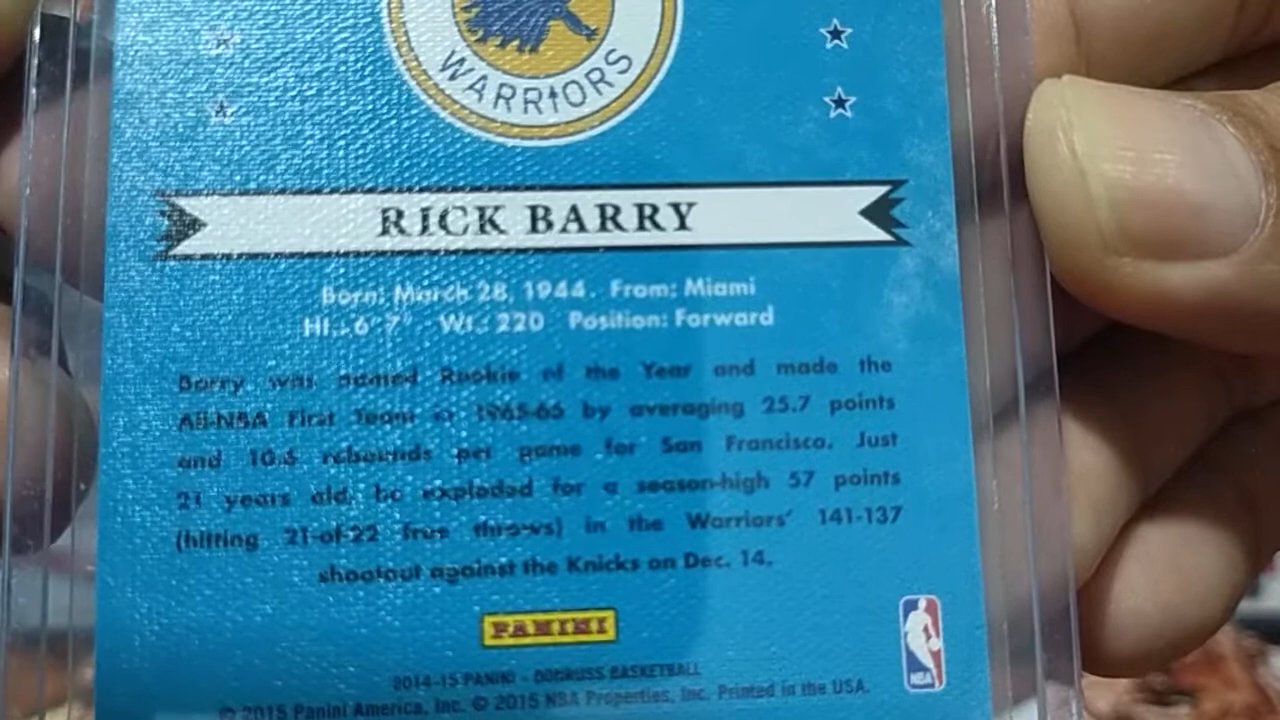 WARRIORS
RICK BARRY
Born: March 28, 1944. From: Miami
Ht.: 6'7" Wt.: 220 Position: Forward
Barry was named Rookie of the Year and made the
All-NBA First Team in 1965-66 by averaging 25.7 points
and 10.6 rebounds per game for San Francisco. Just
21 years old, he exploded for a season-high 57 points
(hitting 21-of-22 free throws) in the Warriors' 141-137
shootout against the Knicks on Dec. 14.
PANINI
2014-15 PANINI - DONRUSS BASKETBALL
© 2015 Panini America, Inc. © 2015 NBA Properties, Inc. Printed in the USA.
NBA